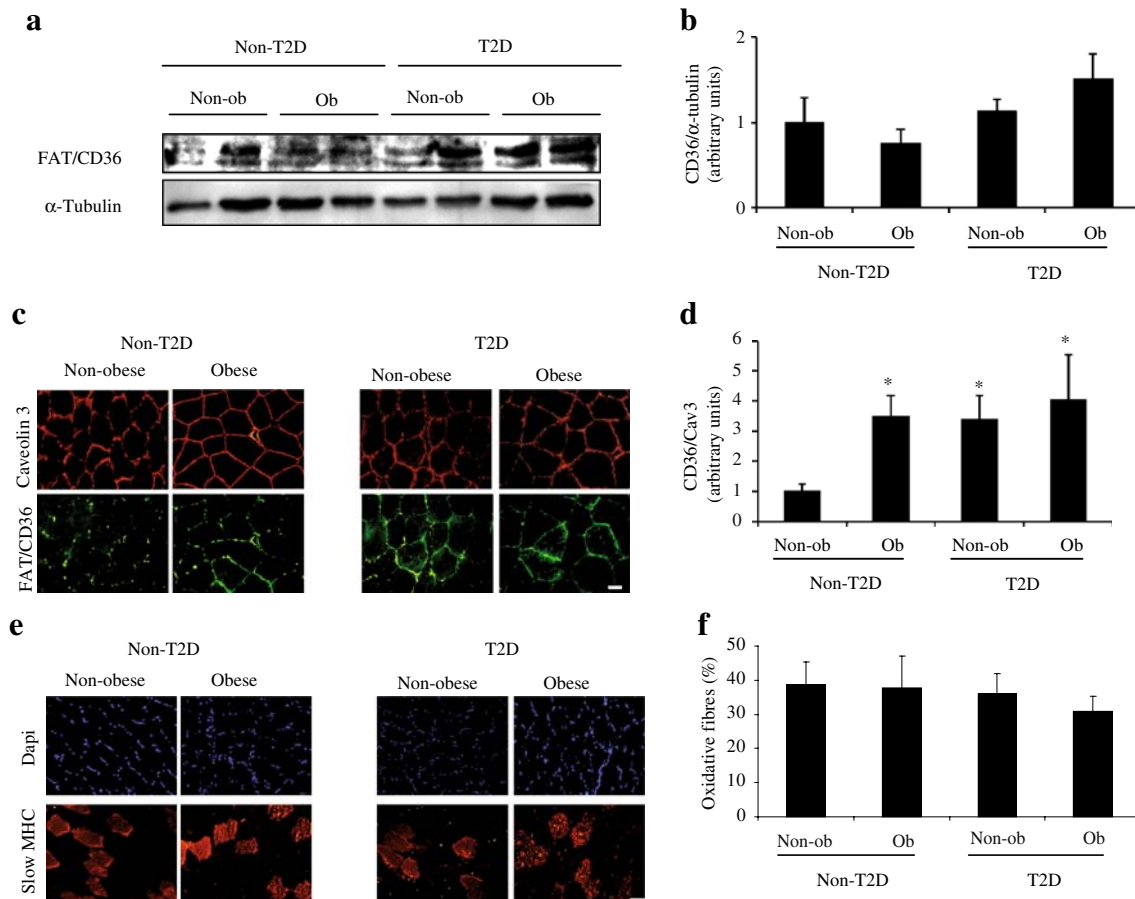 a
Non-T2D T2D
Non-ob Ob Non-ob Ob
FAT/CD36
α-Tubulin
b
CD36/α-tubulin
(arbitrary units)
2
1
0
Non-ob Ob Non-ob Ob
Non-T2D T2D
c
Non-T2D T2D
Non-obese Obese Non-obese Obese
Caveolin 3
FAT/CD36
d
CD36/Cav3
(arbitrary units)
6
5
4
3
2
1
0
* * *
Non-ob Ob Non-ob Ob
Non-T2D T2D
e
Non-T2D T2D
Non-obese Obese Non-obese Obese
Dapi
Slow MHC
f
Oxidative fibres (%)
50
40
30
20
10
0
Non-ob Ob Non-ob Ob
Non-T2D T2D